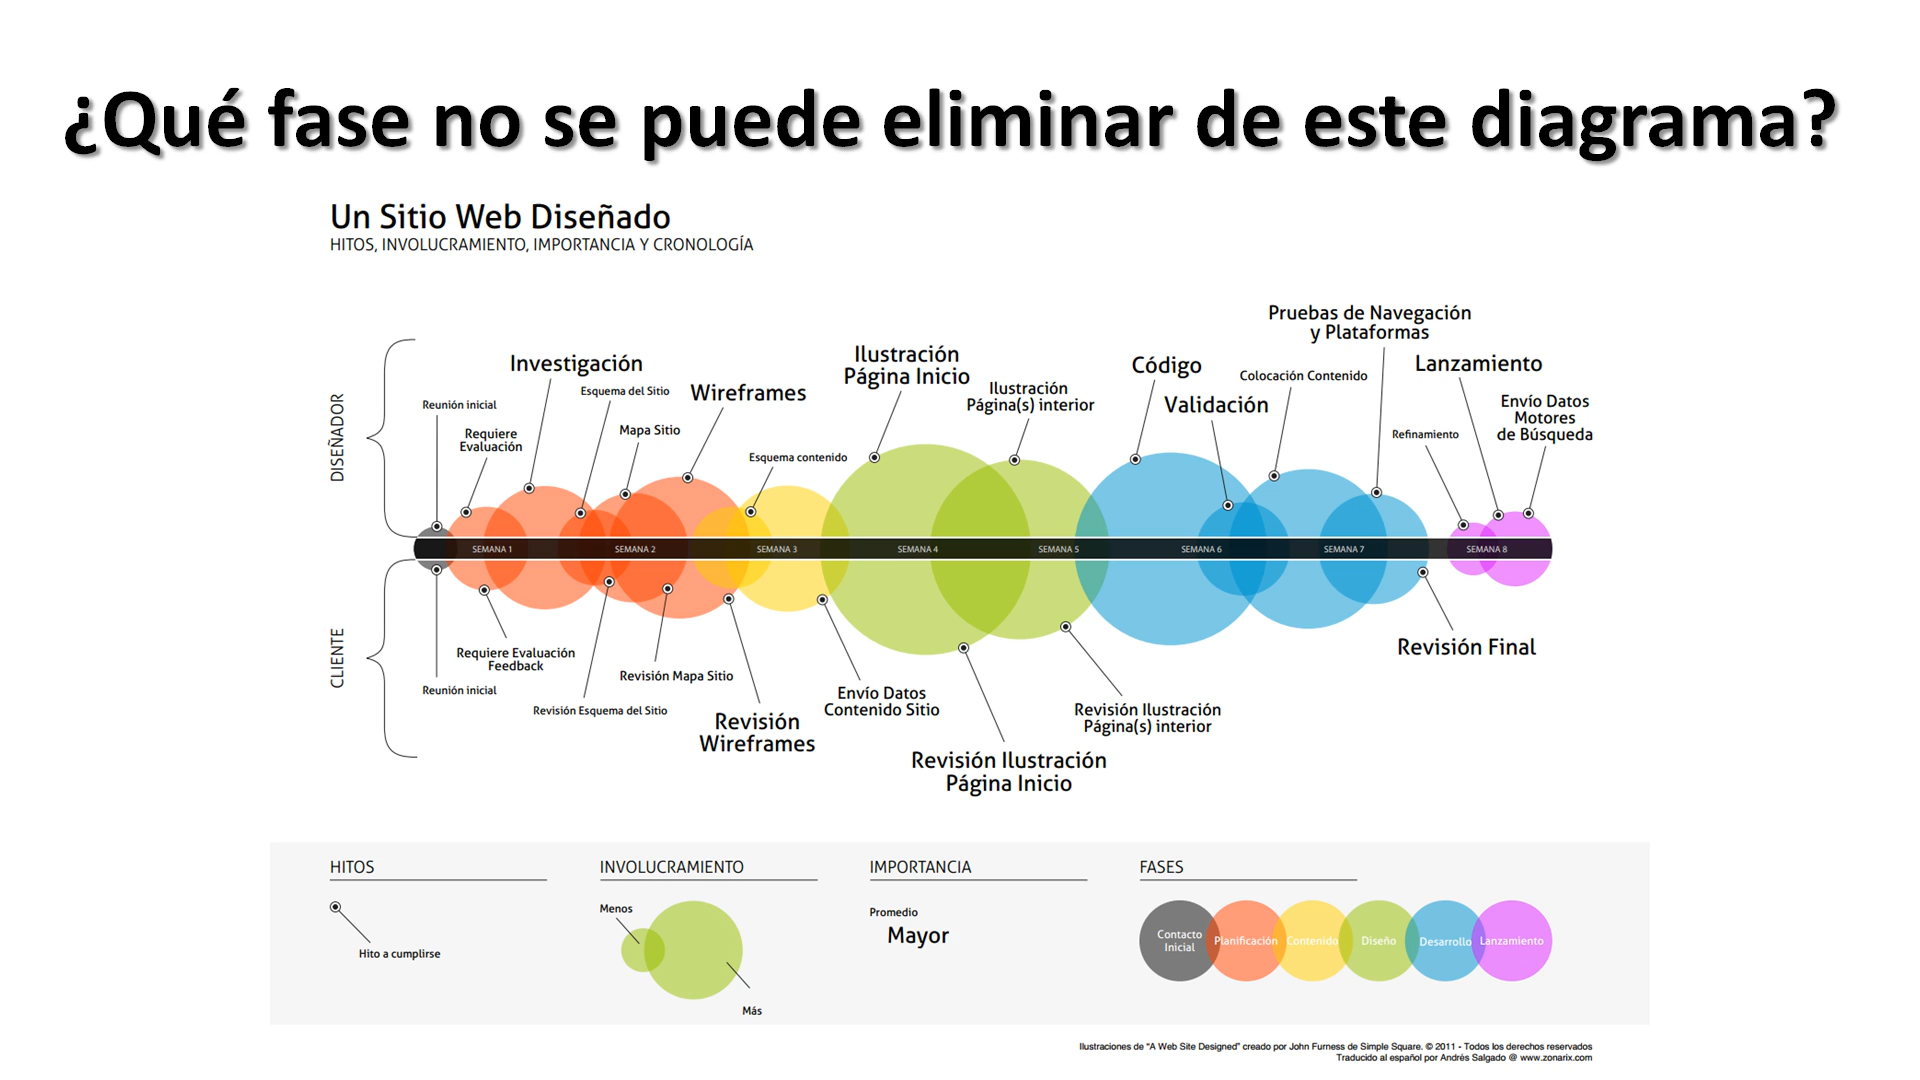 ¿Qué fase no se puede eliminar de este diagrama?
Un Sitio Web Diseñado
HITOS, INVOLUCRAMIENTO, IMPORTANCIA Y CRONOLOGÍA
DISEÑADOR
Reunión inicial
Requiere
Evaluación
Investigación
Esquema del Sitio
Mapa Sitio
Wireframes
Esquema contenido
Ilustración
Página Inicio
Ilustración
Página(s) interior
Código
Validación
Colocación Contenido
Pruebas de Navegación
y Plataformas
Refinamiento
Lanzamiento
Envío Datos
Motores
de Búsqueda
SEMANA 1
SEMANA 2
SEMANA 3
SEMANA 4
SEMANA 5
SEMANA 6
SEMANA 7
SEMANA 8
CLIENTE
Reunión inicial
Requiere Evaluación
Feedback
Revisión Esquema del Sitio
Revisión Mapa Sitio
Revisión
Wireframes
Envío Datos
Contenido Sitio
Revisión Ilustración
Página Inicio
Revisión Ilustración
Página(s) interior
Revisión Final
HITOS
Hito a cumplirse
INVOLUCRAMIENTO
Menos
Más
IMPORTANCIA
Promedio
Mayor
FASES
Contacto
Inicial
Planificación
Contenido
Diseño
Desarrollo
Lanzamiento
Ilustraciones de "A Web Site Designed" creado por John Furness de Simple Square. © 2011 - Todos los derechos reservados
Traducido al español por Andrés Salgado @ www.zonarix.com